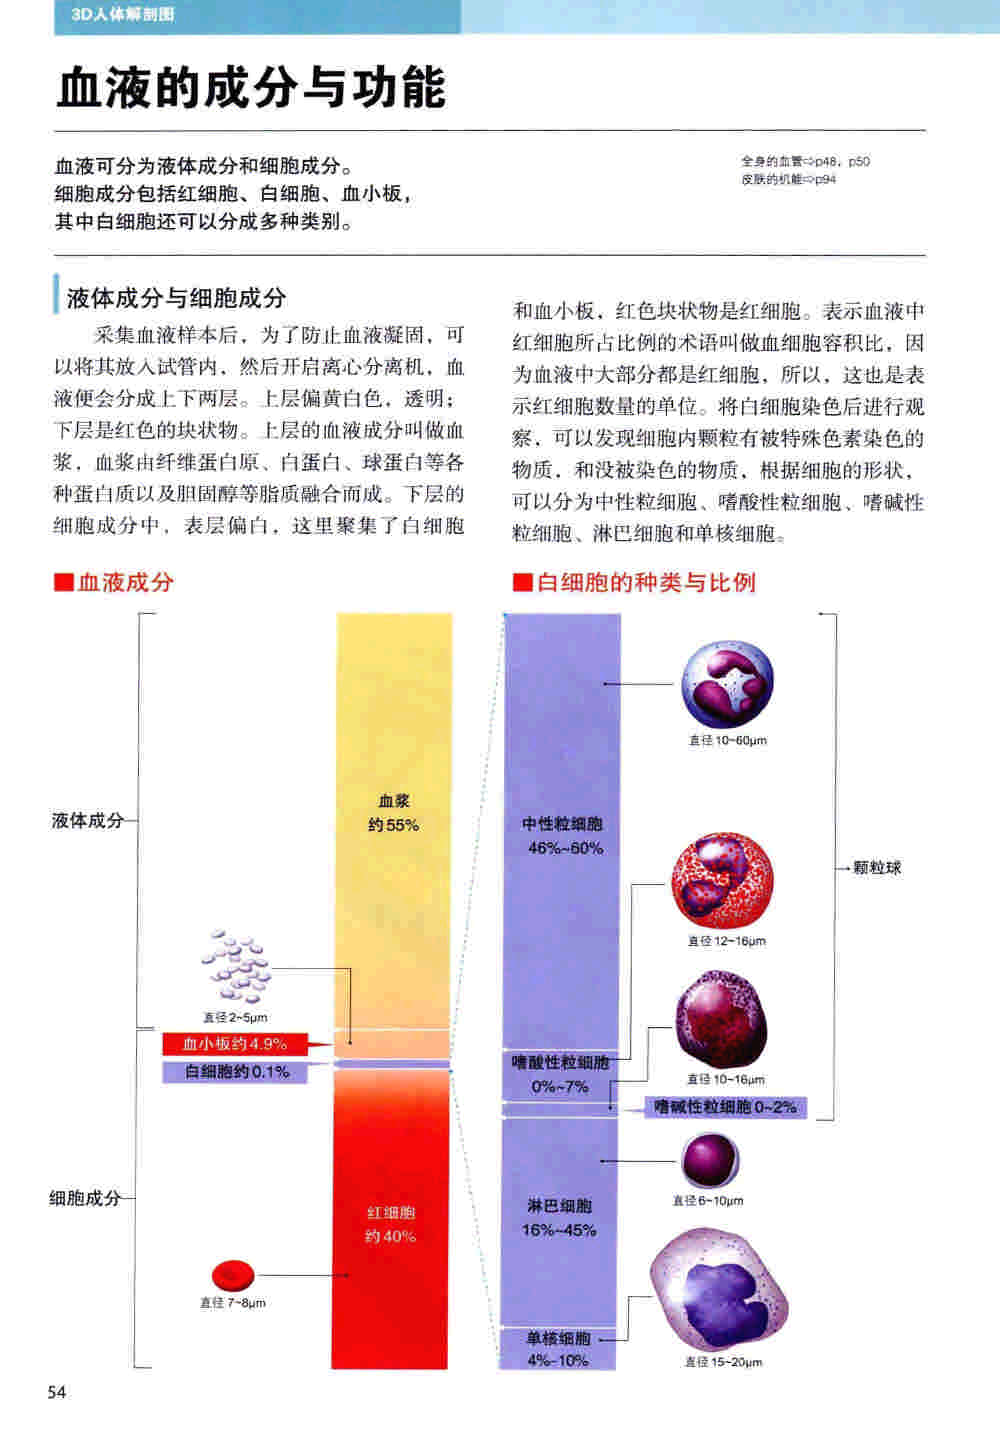 3D人体解剖图
血液的成分与功能
血液可分为液体成分和细胞成分。
细胞成分包括红细胞、白细胞、血小板，
其中白细胞还可以分成多种类别。
全身的血管⇨p48，p50
皮肤的机能⇨p94
液体成分与细胞成分
采集血液样本后，为了防止血液凝固，可
以将其放入试管内，然后开启离心分离机，血
液便会分成上下两层。上层偏黄白色，透明；
下层是红色的块状物。上层的血液成分叫做血
浆，血浆由纤维蛋白原、白蛋白、球蛋白等各
种蛋白质以及胆固醇等脂质融合而成。下层的
细胞成分中，表层偏白，这里聚集了白细胞
和血小板，红色块状物是红细胞。表示血液中
红细胞所占比例的术语叫做血细胞容积比，因
为血液中大部分都是红细胞，所以，这也是表
示红细胞数量的单位。将白细胞染色后进行观
察，可以发现细胞内颗粒有被特殊色素染色的
物质，和没被染色的物质，根据细胞的形状，
可以分为中性粒细胞、嗜酸性粒细胞、嗜碱性
粒细胞、淋巴细胞和单核细胞。
■血液成分
液体成分
血浆
约55%
直径2~5μm
血小板约4.9%
白细胞约0.1%
细胞成分
红细胞
约40%
直径 7~8μm
■白细胞的种类与比例
直径10~60μm
中性粒细胞
46%~60%
颗粒球
直径12~16μm
嗜酸性粒细胞
0%~7%
直径10~16μm
嗜碱性粒细胞0~2%
淋巴细胞
16%~45%
直径6~10μm
单核细胞
4%~10%
直径15~20μm
54